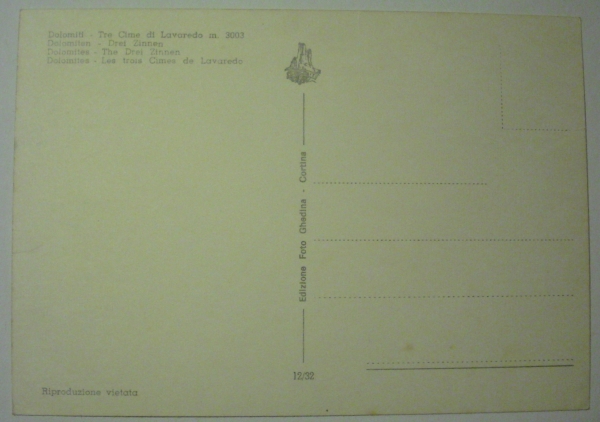 Dolomiti - Tre Cime di Lavaredo m. 3003
Dolomiten - Drei Zinnen
Dolomites - The Drei Zinnen
Dolomites - Les trois Cimes de Lavaredo
Edizione Foto Ghedina - Cortina
12/32
Riproduzione vietata